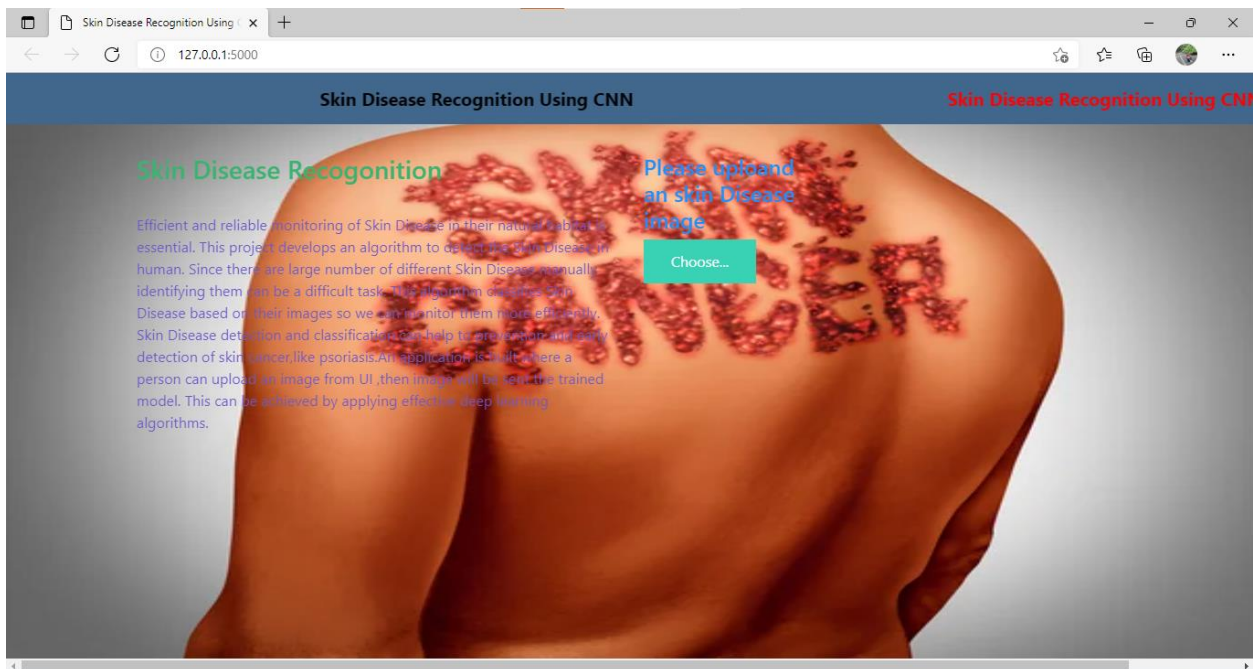 Skin Disease Recognition Using C
127.0.0.1:5000
Skin Disease Recognition Using CNN
Skin Disease Recognition Using CNN
Skin Disease Recogonition
Efficient and reliable monitoring of Skin Disease in their natural habitat is
essential. This project develops an algorithm to detect the Skin Disease in
human. Since there are large number of different Skin Disease manually
identifying them can be a difficult task. This algorithm classifies Skin
Disease based on their images so we can monitor them more efficiently.
Skin Disease detection and classification can help to prevention and early
detection of skin cancer,like psoriasis.An application is built where a
person can upload an image from UI ,then image will be sent the trained
model. This can be achieved by applying effective deep learning
algorithms.
Please uploand
an skin Disease
image
Choose...
SKIN
CANCER